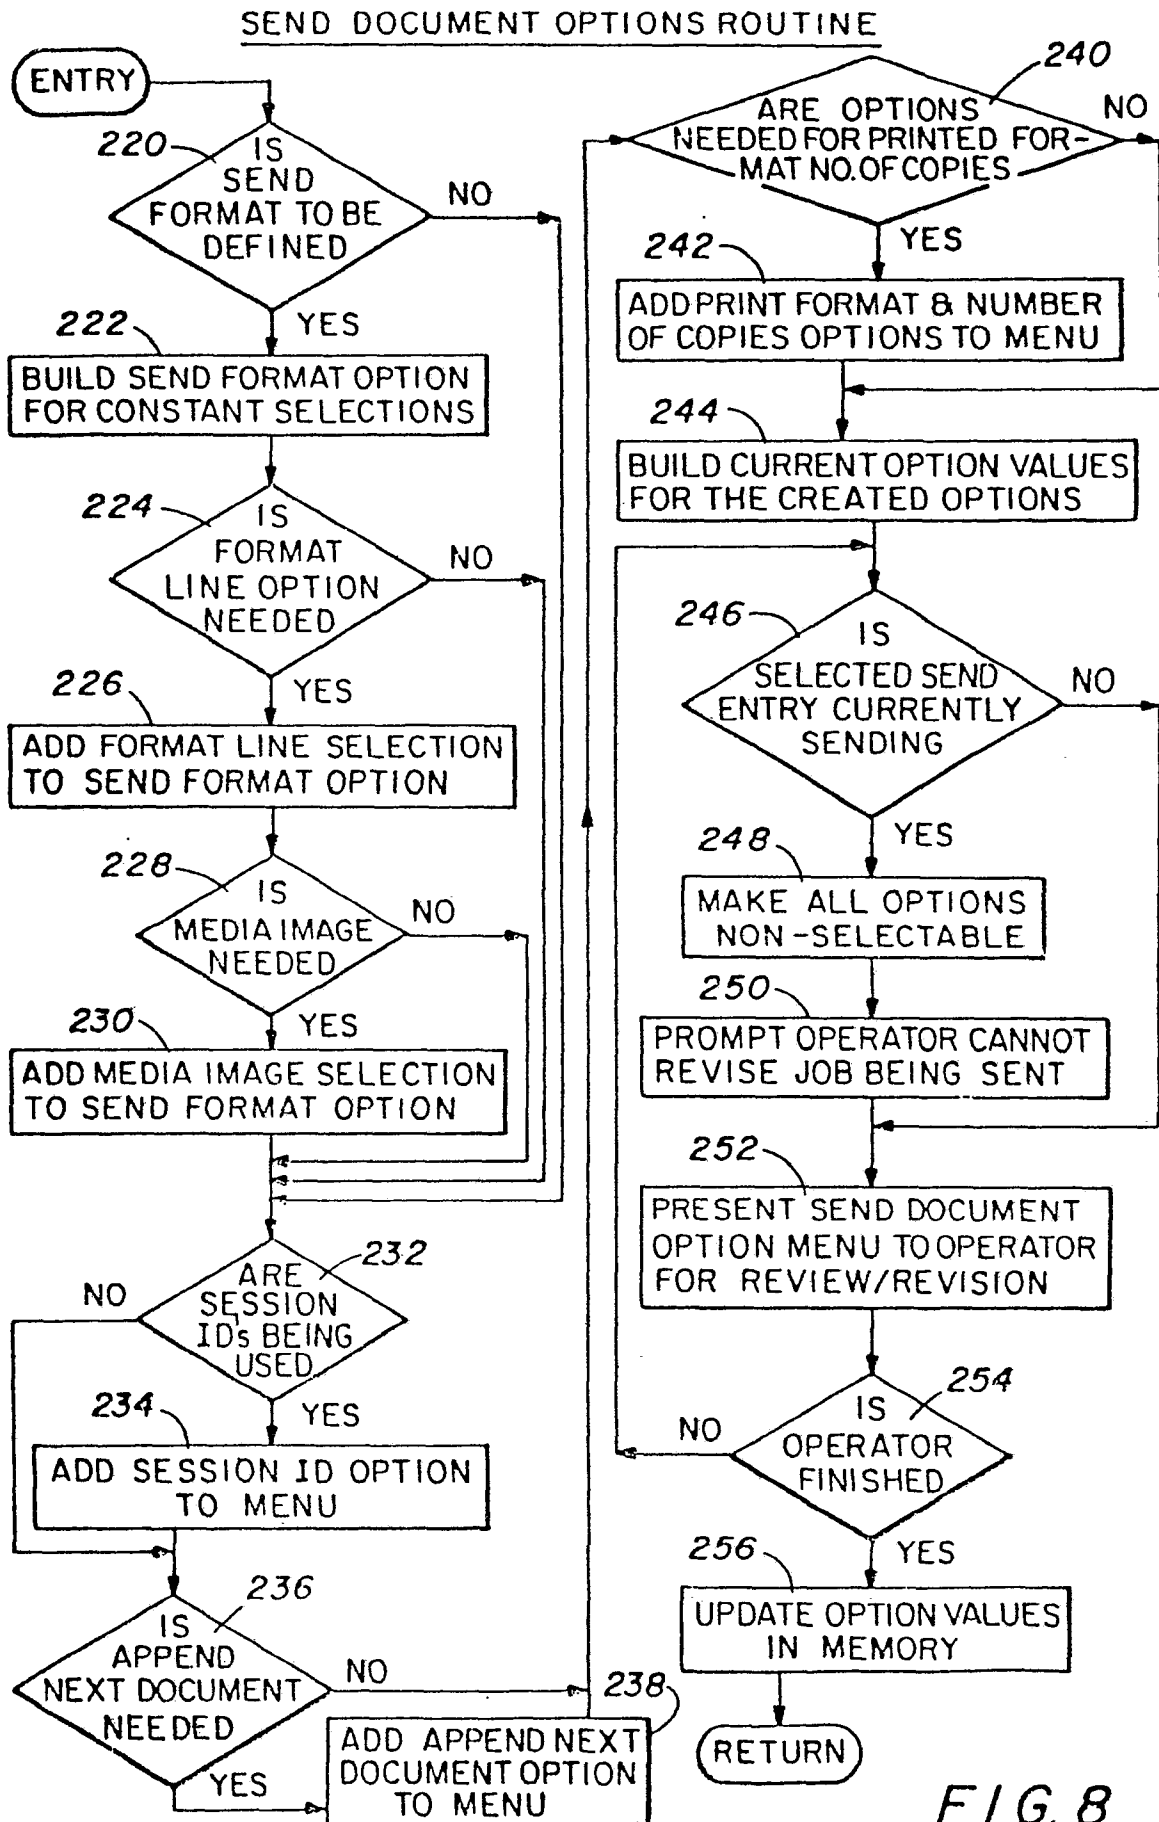 SEND DOCUMENT OPTIONS ROUTINE
ENTRY
220
IS
SEND
FORMAT TO BE
DEFINED
NO
YES
222
BUILD SEND FORMAT OPTION
FOR CONSTANT SELECTIONS
224
IS
FORMAT
LINE OPTION
NEEDED
NO
YES
226
ADD FORMAT LINE SELECTION
TO SEND FORMAT OPTION
228
IS
MEDIA IMAGE
NEEDED
NO
YES
230
ADD MEDIA IMAGE SELECTION
TO SEND FORMAT OPTION
232
ARE
SESSION
ID's BEING
USED
NO
YES
234
ADD SESSION ID OPTION
TO MENU
236
IS
APPEND
NEXT DOCUMENT
NEEDED
NO
YES
238
ADD APPEND NEXT
DOCUMENT OPTION
TO MENU
240
ARE OPTIONS
NEEDED FOR PRINTED FOR-
MAT NO. OF COPIES
NO
YES
242
ADD PRINT FORMAT & NUMBER
OF COPIES OPTIONS TO MENU
244
BUILD CURRENT OPTION VALUES
FOR THE CREATED OPTIONS
246
IS
SELECTED SEND
ENTRY CURRENTLY
SENDING
NO
YES
248
MAKE ALL OPTIONS
NON-SELECTABLE
250
PROMPT OPERATOR CANNOT
REVISE JOB BEING SENT
252
PRESENT SEND DOCUMENT
OPTION MENU TO OPERATOR
FOR REVIEW/REVISION
254
IS
OPERATOR
FINISHED
NO
YES
256
UPDATE OPTION VALUES
IN MEMORY
RETURN
FIG. 8